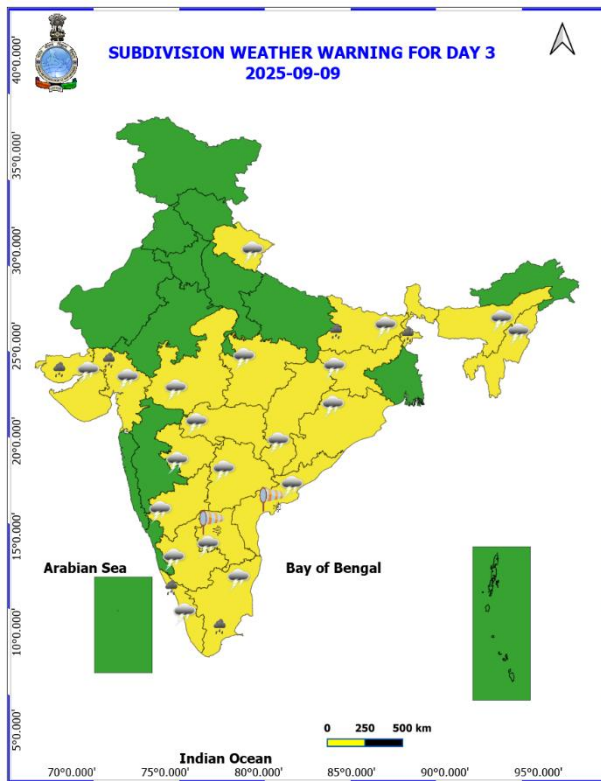 SUBDIVISION WEATHER WARNING FOR DAY 3
2025-09-09
40°0.000'
35°0.000'
30°0.000'
25°0.000'
20°0.000'
15°0.000'
10°0.000'
5°0.000'
Arabian Sea
Bay of Bengal
Indian Ocean
0 250 500 km
70°0.000' 75°0.000' 80°0.000' 85°0.000' 90°0.000' 95°0.000'